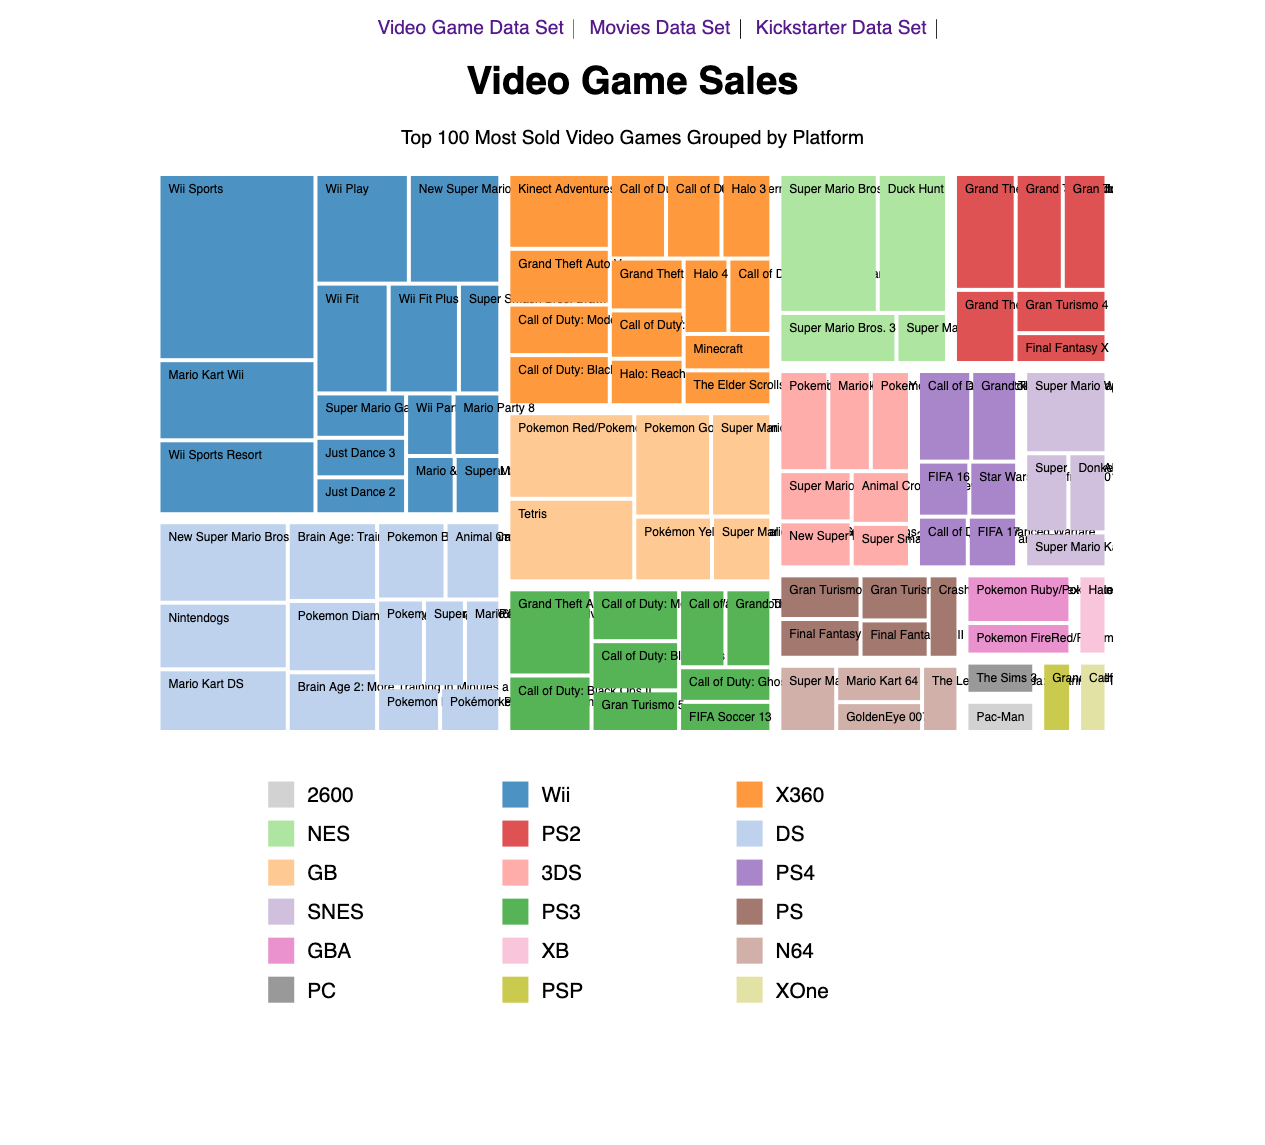 Video Game Data Set | Movies Data Set | Kickstarter Data Set |
Video Game Sales
Top 100 Most Sold Video Games Grouped by Platform
Wii Sports
Wii Play
New Super Mario
Mario Kart Wii
Wii Fit
Wii Fit Plus
Super Smash Bros. Brawl
Wii Sports Resort
Super Mario Ga
Wii Par
Mario Party 8
Just Dance 3
Just Dance 2
Mario &
Super M
Kinect Adventures
Call of Du
Call of D
Halo 3
Grand Theft Auto V
Grand Theft
Halo 4
Call of D
Call of Duty: Mode
Call of Duty:
Minecraft
Call of Duty: Black
Halo: Reach
The Elder Scrolls
Super Mario Bros
Duck Hunt
Super Mario Bros. 3
Super Ma
Grand The
Grand T
Gran
Grand The
Gran Turismo 4
Final Fantasy X
New Super Mario Bros
Brain Age: Train
Pokemon B
Animal Cr
Nintendogs
Pokemon Diam
Pokem
Super
Mario
Mario Kart DS
Brain Age 2: More Training in Minutes a
Pokemon
Pokémon
Pokemon Red/Pokemo
Pokemon Go
Super Mari
Tetris
Pokémon Yel
Super Mari
Grand Theft A
Call of Duty: M
Call of
Grand
Call of Duty: Bl
Call of Duty: Black Ops II
Gran Turismo 5
Call of Duty: Gho
FIFA Soccer 13
Pokem
Mario
Pokem
Super Mario
Animal Cro
New Super
Super Sma
Call of D
Grand
FIFA 16
Star Wars
Call of D
FIFA 17
Super Mario W
Super
Donke
Super Mario K
Gran Turismo
Gran Turisr
Crash
Final Fantasy
Final Fanta
Pokemon Ruby/Po
Pokemon FireRed/P
Halo
Super Ma
Mario Kart 64
The Le
GoldenEye 007
The Sims 3
Pac-Man
Grand
Call
2600
Wii
X360
NES
PS2
DS
GB
3DS
PS4
SNES
PS3
PS
GBA
XB
N64
PC
PSP
XOne